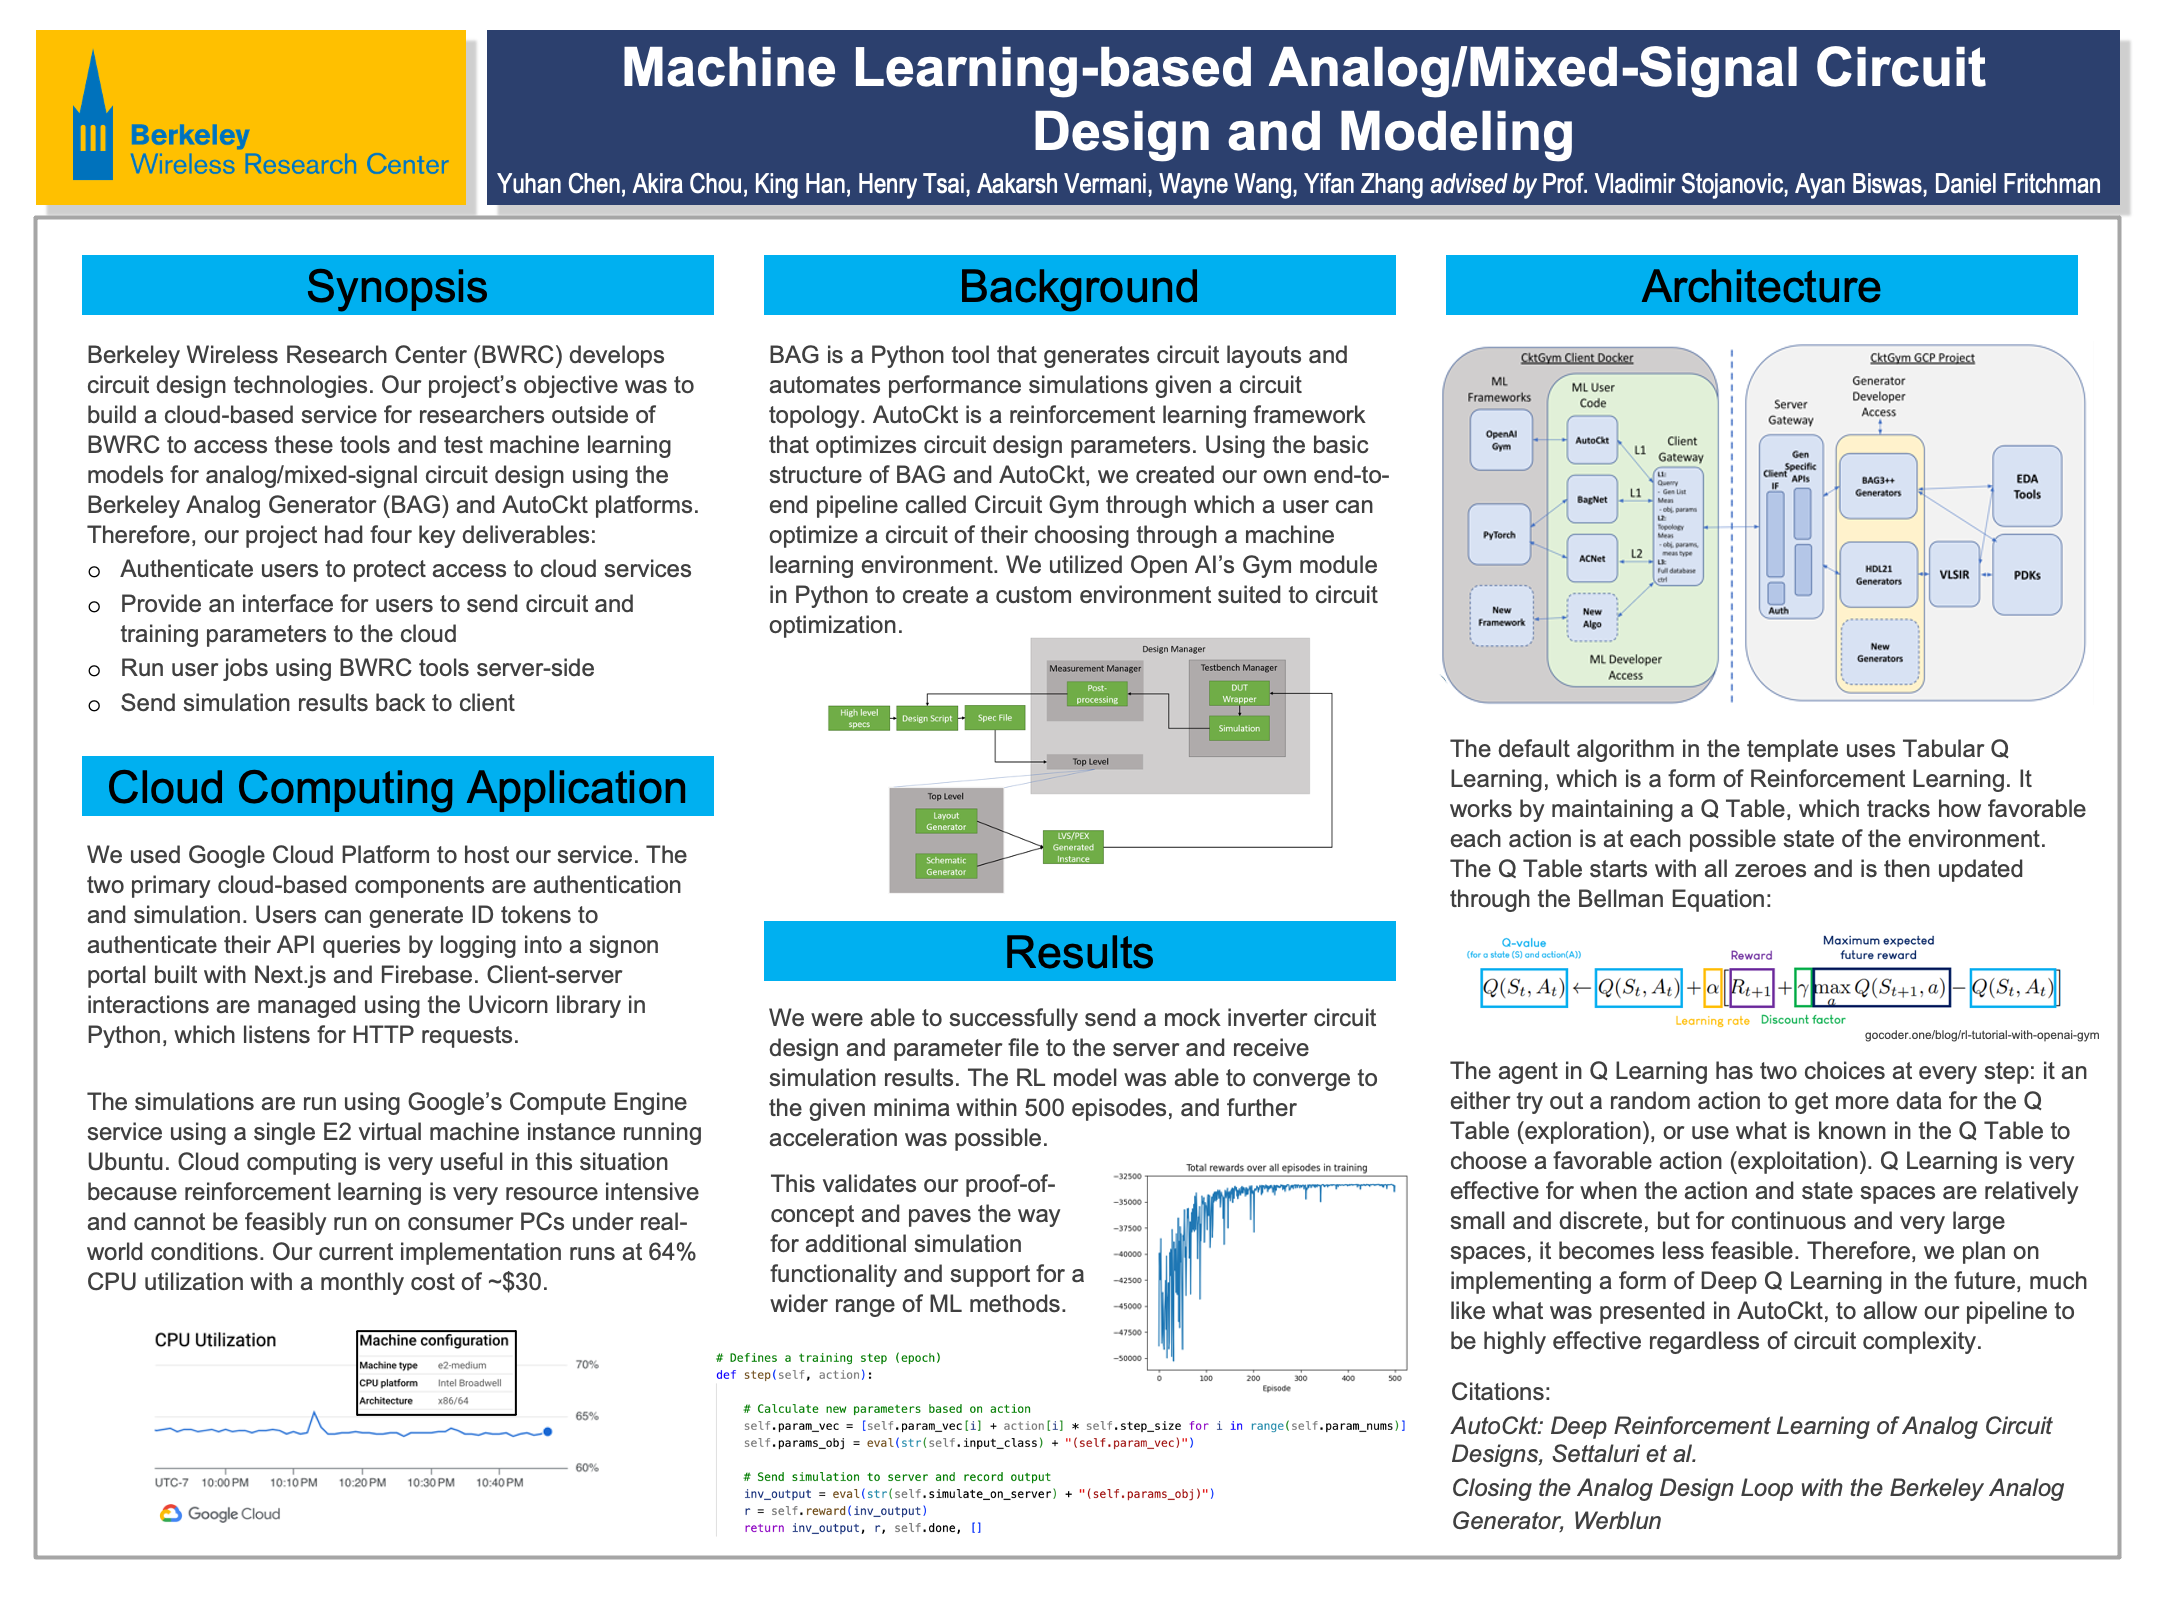 Berkeley
Wireless Research Center
Machine Learning-based Analog/Mixed-Signal Circuit
Design and Modeling
Yuhan Chen, Akira Chou, King Han, Henry Tsai, Aakarsh Vermani, Wayne Wang, Yifan Zhang advised by Prof. Vladimir Stojanovic, Ayan Biswas, Daniel Fritchman
Synopsis
Berkeley Wireless Research Center (BWRC) develops
circuit design technologies. Our project's objective was to
build a cloud-based service for researchers outside of
BWRC to access these tools and test machine learning
models for analog/mixed-signal circuit design using the
Berkeley Analog Generator (BAG) and AutoCkt platforms.
Therefore, our project had four key deliverables:
o Authenticate users to protect access to cloud services
o Provide an interface for users to send circuit and
training parameters to the cloud
o Run user jobs using BWRC tools server-side
o Send simulation results back to client
Cloud Computing Application
We used Google Cloud Platform to host our service. The
two primary cloud-based components are authentication
and simulation. Users can generate ID tokens to
authenticate their API queries by logging into a signon
portal built with Next.js and Firebase. Client-server
interactions are managed using the Uvicorn library in
Python, which listens for HTTP requests.
The simulations are run using Google's Compute Engine
service using a single E2 virtual machine instance running
Ubuntu. Cloud computing is very useful in this situation
because reinforcement learning is very resource intensive
and cannot be feasibly run on consumer PCs under real-
world conditions. Our current implementation runs at 64%
CPU utilization with a monthly cost of ~$30.
CPU Utilization
Machine configuration
Machine type e2-medium
CPU platform Intel Broadwell
Architecture x86/64
70%
65%
60%
UTC-7 10:00 PM 10:10 PM 10:20 PM 10:30 PM 10:40 PM
Google Cloud
Background
BAG is a Python tool that generates circuit layouts and
automates performance simulations given a circuit
topology. AutoCkt is a reinforcement learning framework
that optimizes circuit design parameters. Using the basic
structure of BAG and AutoCkt, we created our own end-to-
end pipeline called Circuit Gym through which a user can
optimize a circuit of their choosing through a machine
learning environment. We utilized Open AI's Gym module
in Python to create a custom environment suited to circuit
optimization.
Design Manager
Measurement Manager
Testbench Manager
Post-
processing
DUT
Wrapper
Simulation
High level
specs
Design Script
Spec File
Top Level
Top Level
Layout
Generator
Schematic
Generator
LVS/PEX
Generated
Instance
Results
We were able to successfully send a mock inverter circuit
design and parameter file to the server and receive
simulation results. The RL model was able to converge to
the given minima within 500 episodes, and further
acceleration was possible.
This validates our proof-of-
concept and paves the way
for additional simulation
functionality and support for a
wider range of ML methods.
Total rewards over all episodes in training
−32500
−35000
−37500
−40000
−42500
−45000
−47500
−50000
0 100 200 300 400 500
Episode
# Defines a training step (epoch)
def step(self, action):
# Calculate new parameters based on action
self.param_vec = [self.param_vec[i] + action[i] * self.step_size for i in range(self.param_nums)]
self.params_obj = eval(str(self.input_class) + "(self.param_vec)")
# Send simulation to server and record output
inv_output = eval(str(self.simulate_on_server) + "(self.params_obj)")
r = self.reward(inv_output)
return inv_output, r, self.done, []
Architecture
CktGym Client Docker
ML
Frameworks
OpenAI
Gym
PyTorch
New
Framework
ML User
Code
AutoCkt
BagNet
ACNet
New
Algo
L1
L1
L2
Client
Gateway
L1:
Querry
- Gen List
Meas
- obj, params
L2:
Topology
Meas
- obj, params,
meas type
L3:
Full database
ctrl
ML Developer
Access
CktGym GCP Project
Server
Gateway
Generator
Developer
Access
Client
IF
Gen
Specific
APIs
Auth
BAG3++
Generators
HDL21
Generators
New
Generators
VLSIR
EDA
Tools
PDKs
The default algorithm in the template uses Tabular Q
Learning, which is a form of Reinforcement Learning. It
works by maintaining a Q Table, which tracks how favorable
each action is at each possible state of the environment.
The Q Table starts with all zeroes and is then updated
through the Bellman Equation:
Q-value
(for a state (S) and action(A))
Reward
Maximum expected
future reward
Q(S_t, A_t) ← Q(S_t, A_t) + α[R_{t+1} + γ max_a Q(S_{t+1}, a) − Q(S_t, A_t)]
Learning rate Discount factor
gocoder.one/blog/rl-tutorial-with-openai-gym
The agent in Q Learning has two choices at every step: it an
either try out a random action to get more data for the Q
Table (exploration), or use what is known in the Q Table to
choose a favorable action (exploitation). Q Learning is very
effective for when the action and state spaces are relatively
small and discrete, but for continuous and very large
spaces, it becomes less feasible. Therefore, we plan on
implementing a form of Deep Q Learning in the future, much
like what was presented in AutoCkt, to allow our pipeline to
be highly effective regardless of circuit complexity.
Citations:
AutoCkt: Deep Reinforcement Learning of Analog Circuit
Designs, Settaluri et al.
Closing the Analog Design Loop with the Berkeley Analog
Generator, Werblun